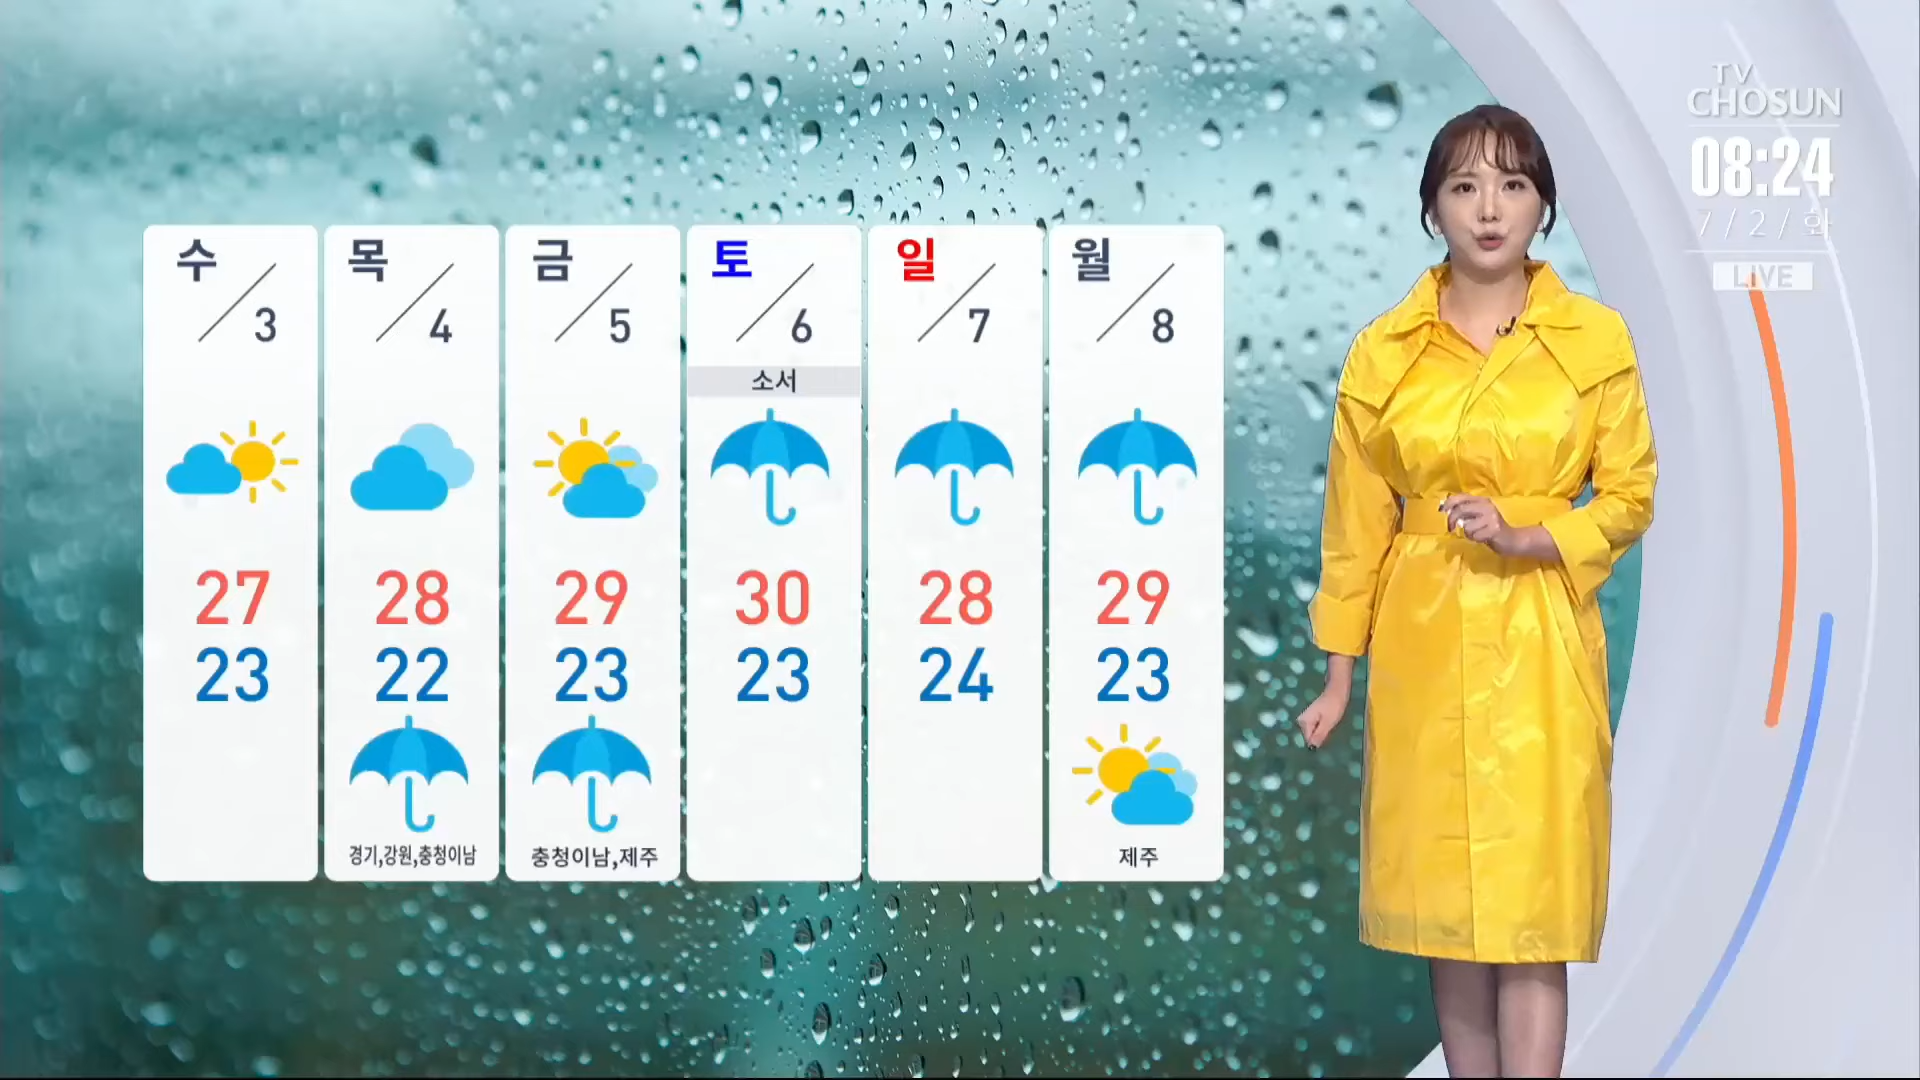 TV
CHOSUN
08:24
7/2/화
LIVE
수 / 3
목 / 4
금 / 5
토 / 6
일 / 7
월 / 8
소서
27 28 29 30 28 29
23 22 23 23 24 23
경기,강원,충청이남
충청이남,제주
제주